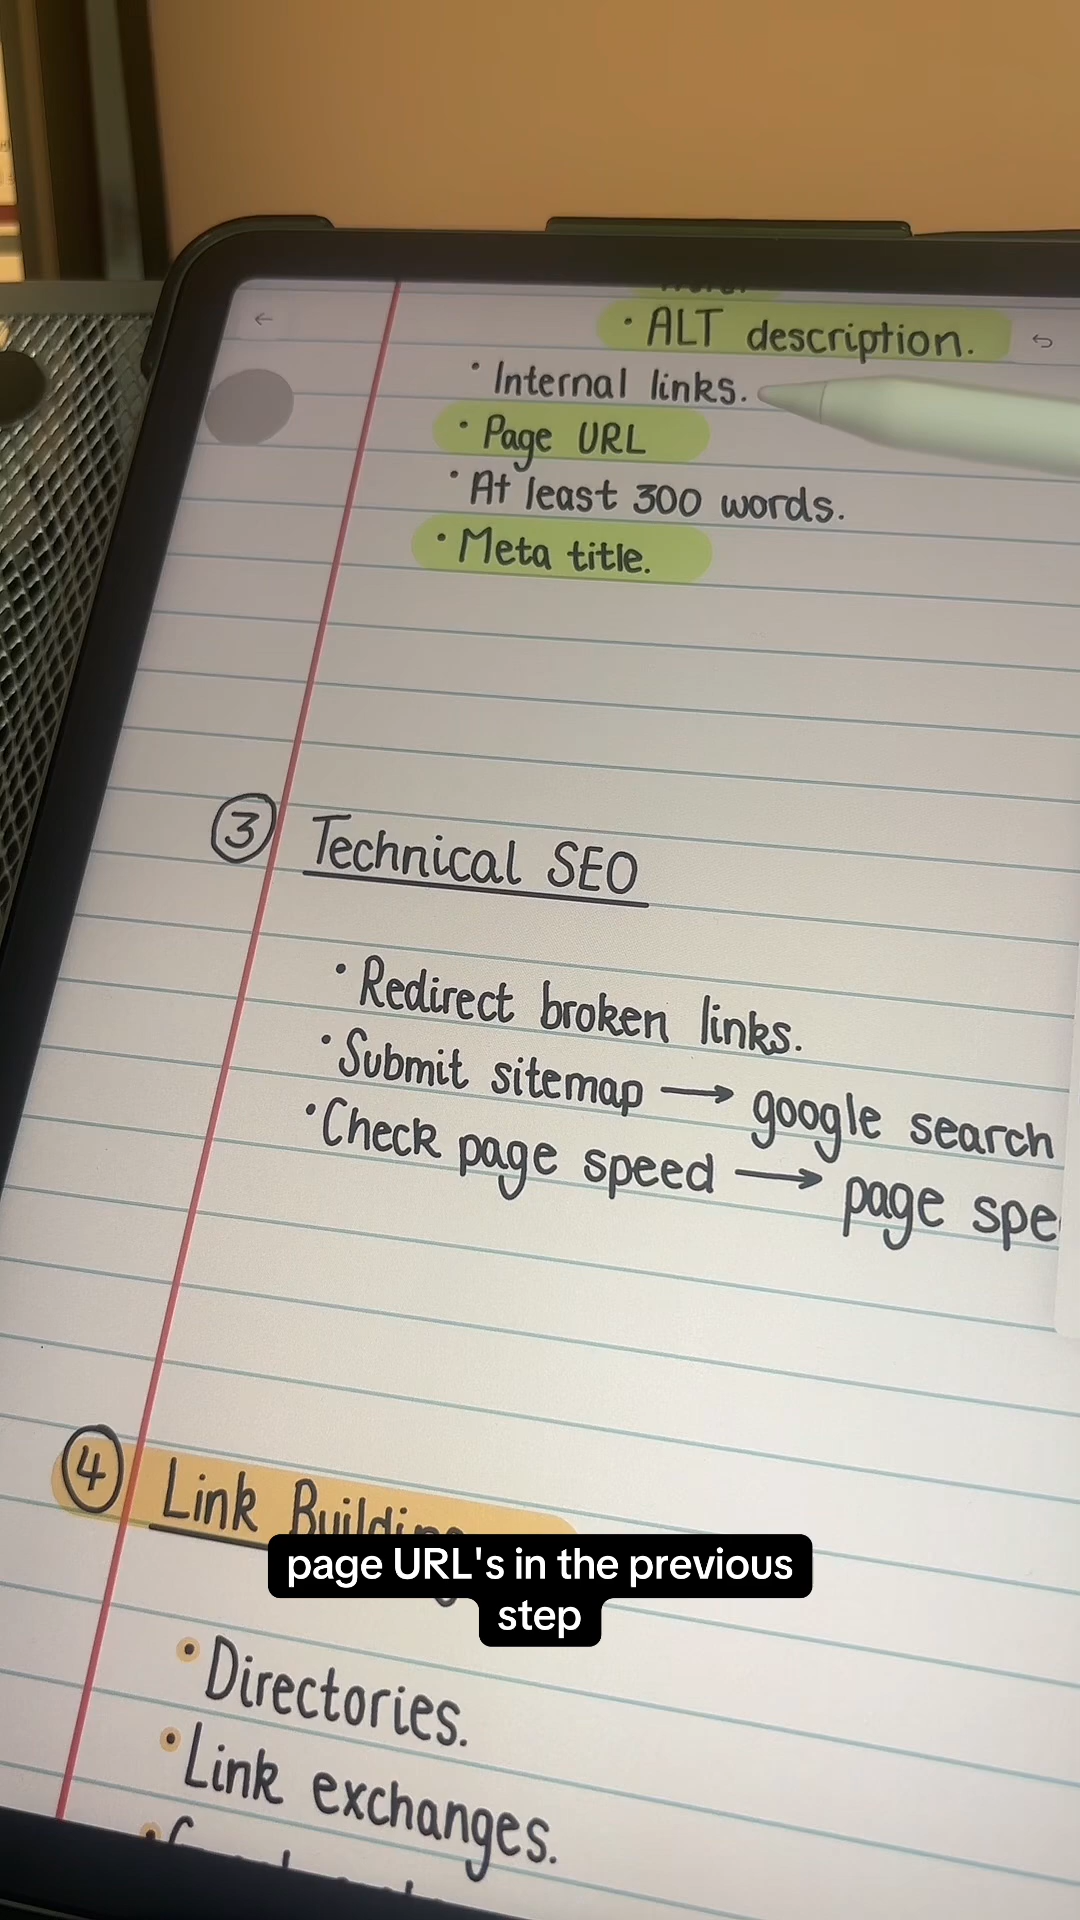 · ALT description.
· Internal links.
· Page URL
· At least 300 words.
· Meta title.
3 Technical SEO
· Redirect broken links.
· Submit sitemap → google search
· Check page speed → page spe
4 Link Building
page URL's in the previous
step
· Directories.
· Link exchanges.